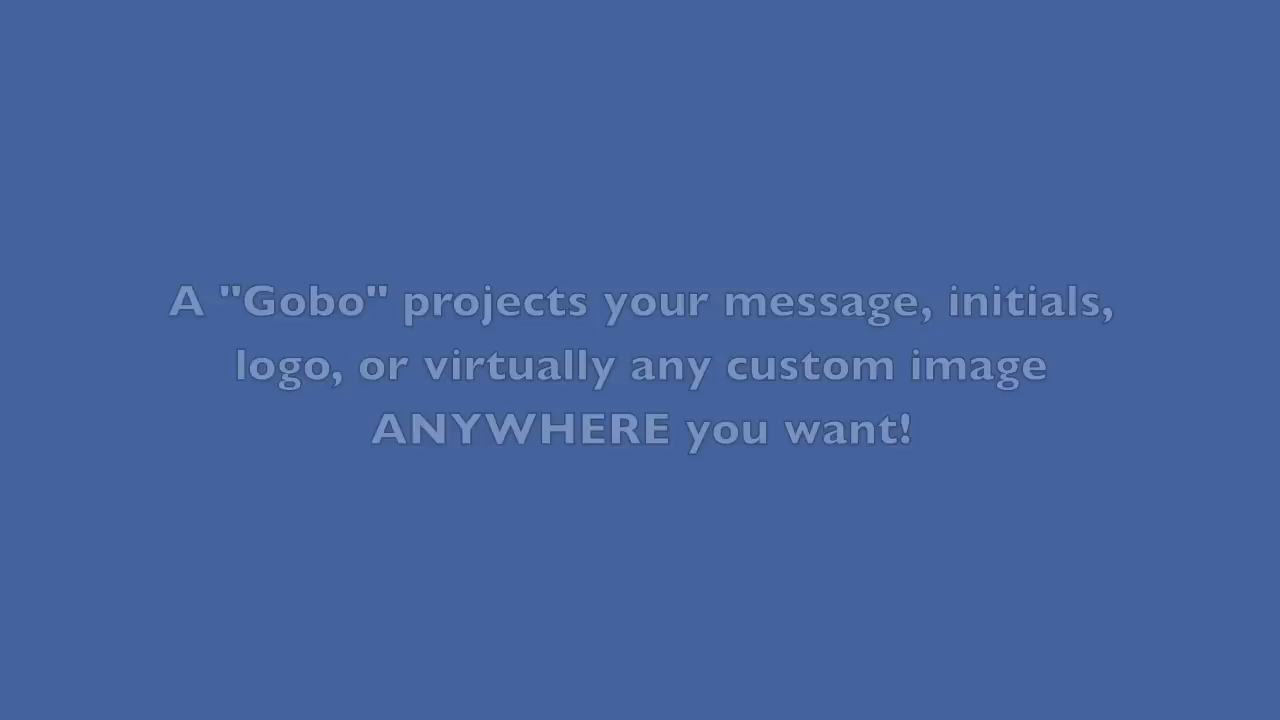 A "Gobo" projects your message, initials,
logo, or virtually any custom image
ANYWHERE you want!